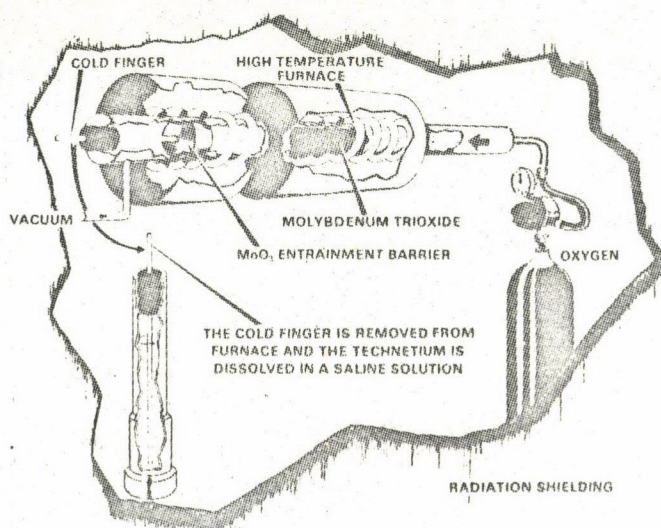 COLD FINGER
HIGH TEMPERATURE
FURNACE
VACUUM
MOLYBDENUM TRIOXIDE
MoO₃ ENTRAINMENT BARRIER
OXYGEN
THE COLD FINGER IS REMOVED FROM
FURNACE AND THE TECHNETIUM IS
DISSOLVED IN A SALINE SOLUTION
RADIATION SHIELDING